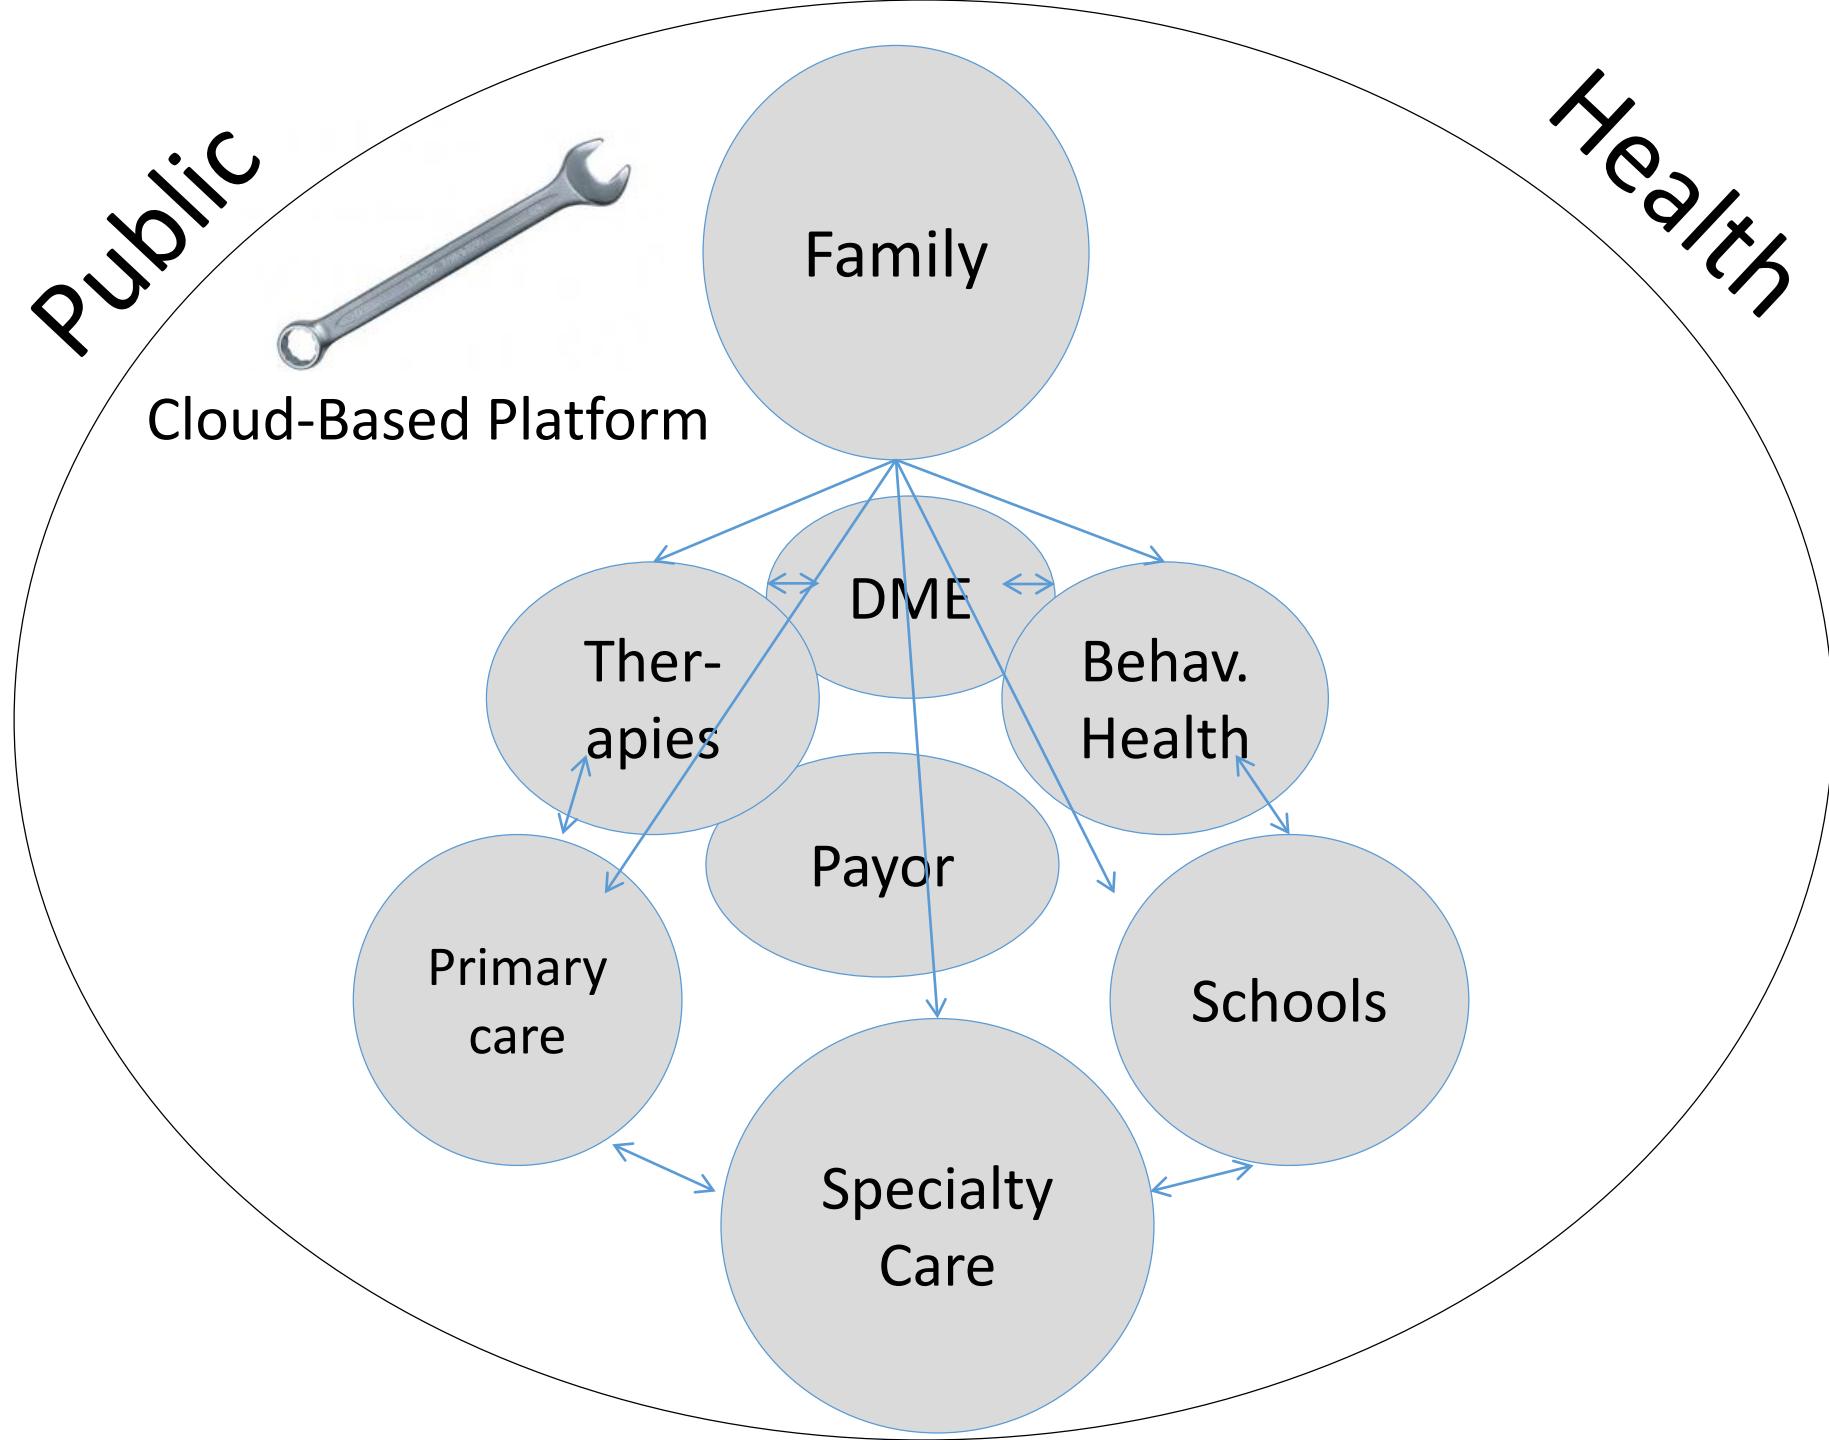 Public
Health
Family
Cloud-Based Platform
DME
Ther-
apies
Behav.
Health
Payor
Primary
care
Schools
Specialty
Care